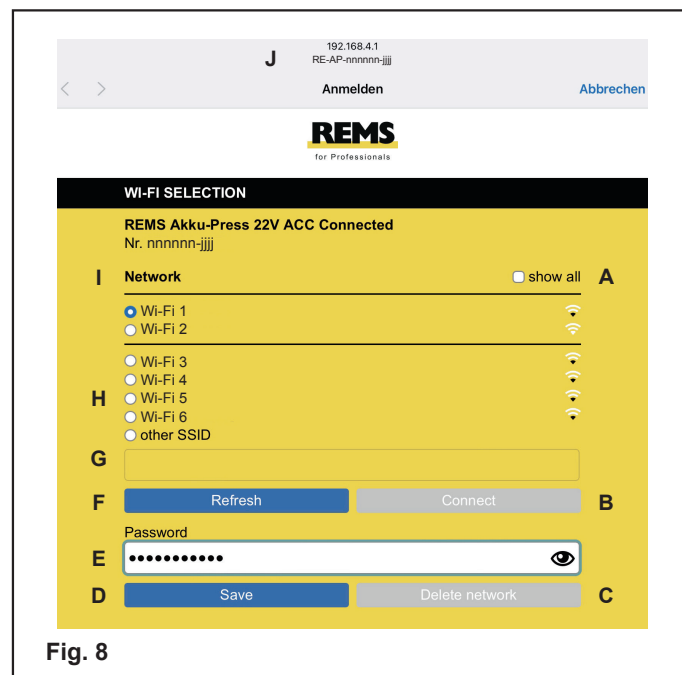 192.168.4.1
J RE-AP-nnnnnn-jjjj
< > Anmelden Abbrechen
REMS
for Professionals
WI-FI SELECTION
REMS Akku-Press 22V ACC Connected
Nr. nnnnnn-jjjj
I Network show all A
Wi-Fi 1
Wi-Fi 2
Wi-Fi 3
Wi-Fi 4
H Wi-Fi 5
Wi-Fi 6
other SSID
G
F Refresh Connect B
Password
E •••••••••••
D Save Delete network C
Fig. 8